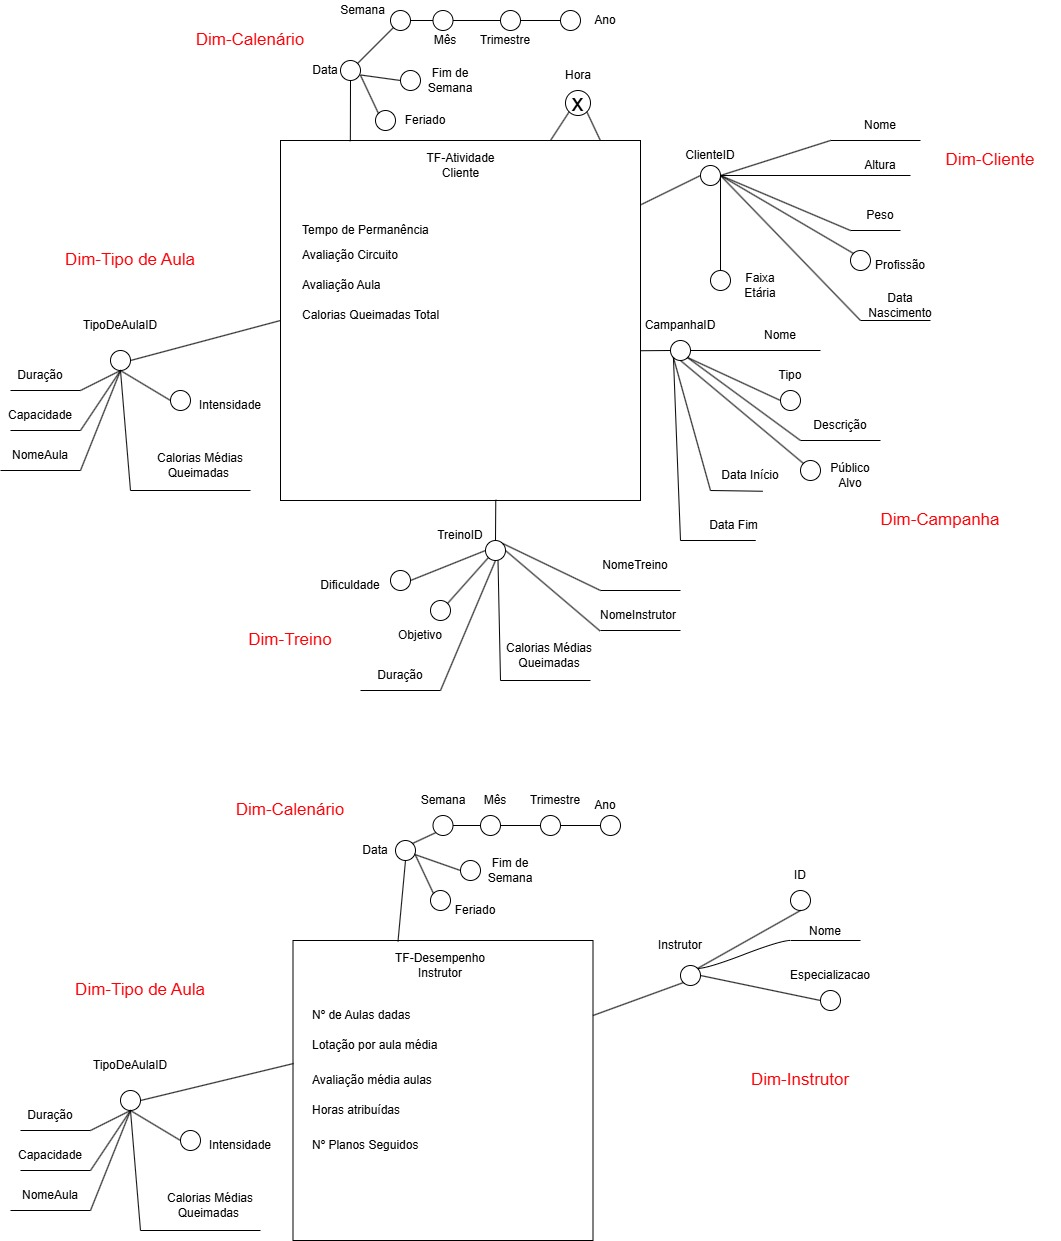 Semana
Ano
Mês
Trimestre
Dim-Calenário
Data
Fim de
Semana
Feriado
Hora
X
TF-Atividade
Cliente
Tempo de Permanência
Avaliação Circuito
Avaliação Aula
Calorias Queimadas Total
ClienteID
Nome
Altura
Peso
Profissão
Data
Nascimento
Faixa
Etária
Dim-Cliente
Dim-Tipo de Aula
TipoDeAulaID
Duração
Capacidade
NomeAula
Intensidade
Calorias Médias
Queimadas
CampanhaID
Nome
Tipo
Descrição
Público
Alvo
Data Início
Data Fim
Dim-Campanha
TreinoID
Dificuldade
Objetivo
Duração
NomeTreino
NomeInstrutor
Calorias Médias
Queimadas
Dim-Treino
Dim-Calenário
Semana
Mês
Trimestre
Ano
Data
Fim de
Semana
Feriado
TF-Desempenho
Instrutor
Nº de Aulas dadas
Lotação por aula média
Avaliação média aulas
Horas atribuídas
Nº Planos Seguidos
ID
Instrutor
Nome
Especializacao
Dim-Instrutor
Dim-Tipo de Aula
TipoDeAulaID
Duração
Capacidade
NomeAula
Intensidade
Calorias Médias
Queimadas